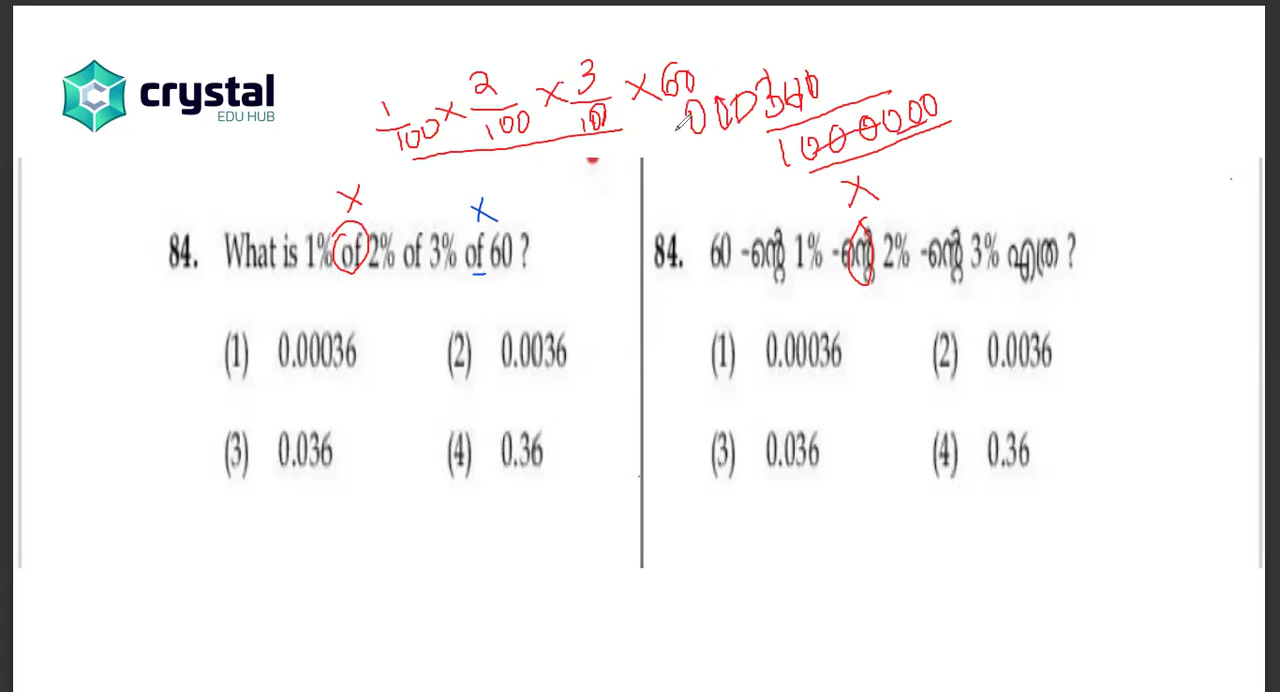 crystal
EDU HUB
1/100 × 2/100 × 3/100 × 60
000360
1000000
×
×
×
84. What is 1% of 2% of 3% of 60 ?
(1) 0.00036 (2) 0.0036
(3) 0.036 (4) 0.36
84. 60 -ന്റെ 1% -ന്റെ 2% -ന്റെ 3% എത്ര ?
(1) 0.00036 (2) 0.0036
(3) 0.036 (4) 0.36